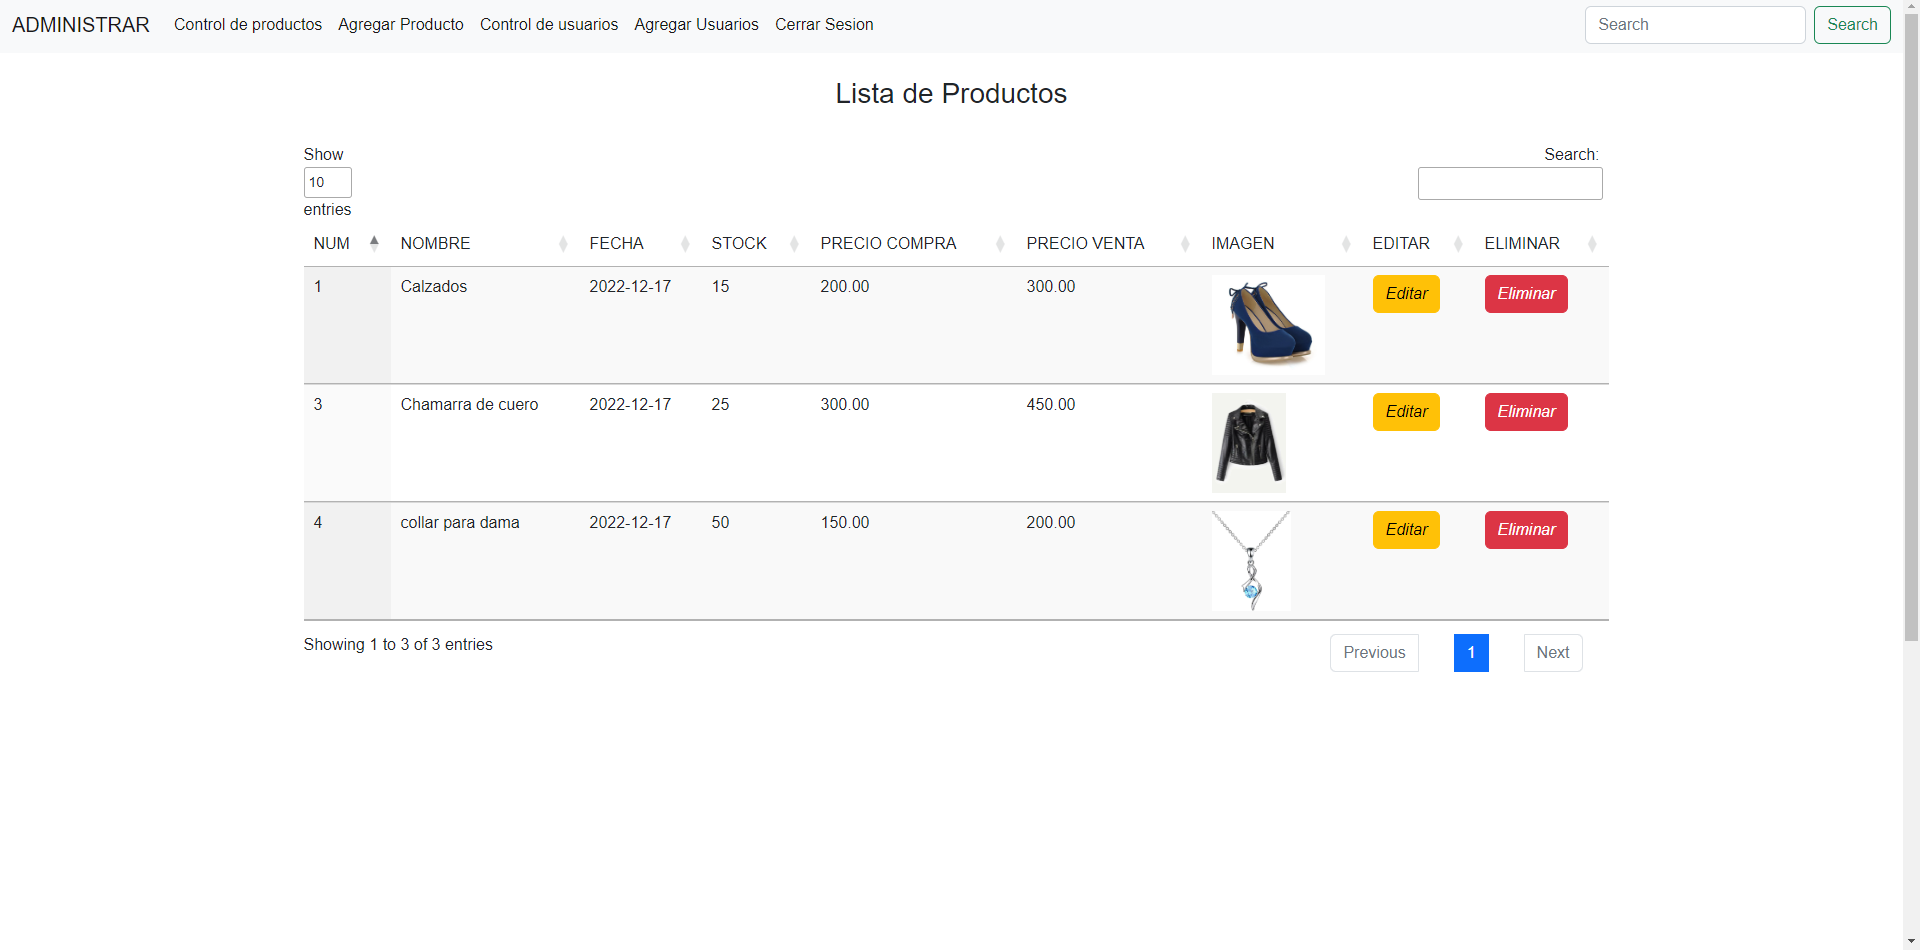 ADMINISTRAR Control de productos Agregar Producto Control de usuarios Agregar Usuarios Cerrar Sesion Search Search
Lista de Productos
Show Search:
10
entries
NUM NOMBRE FECHA STOCK PRECIO COMPRA PRECIO VENTA IMAGEN EDITAR ELIMINAR
1 Calzados 2022-12-17 15 200.00 300.00 Editar Eliminar
3 Chamarra de cuero 2022-12-17 25 300.00 450.00 Editar Eliminar
4 collar para dama 2022-12-17 50 150.00 200.00 Editar Eliminar
Showing 1 to 3 of 3 entries Previous 1 Next